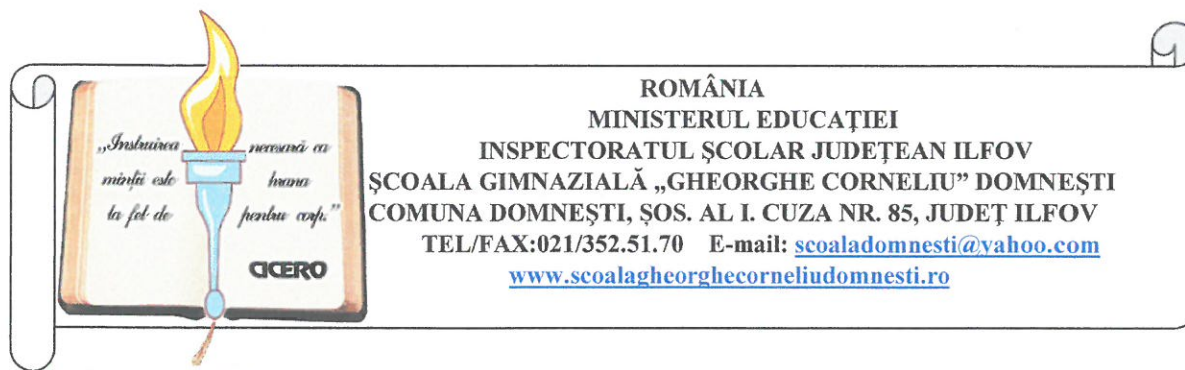 ROMÂNIA
MINISTERUL EDUCAȚIEI
INSPECTORATUL ȘCOLAR JUDEȚEAN ILFOV
ȘCOALA GIMNAZIALĂ „GHEORGHE CORNELIU” DOMNEȘTI
COMUNA DOMNEȘTI, ȘOS. AL I. CUZA NR. 85, JUDEȚ ILFOV
TEL/FAX:021/352.51.70 E-mail: scoaladomnesti@yahoo.com
www.scoalagheorghecorneliudomnesti.ro
„Instruirea
minții este
la fel de
necesară ca
hrana
pentru corp.”
CICERO